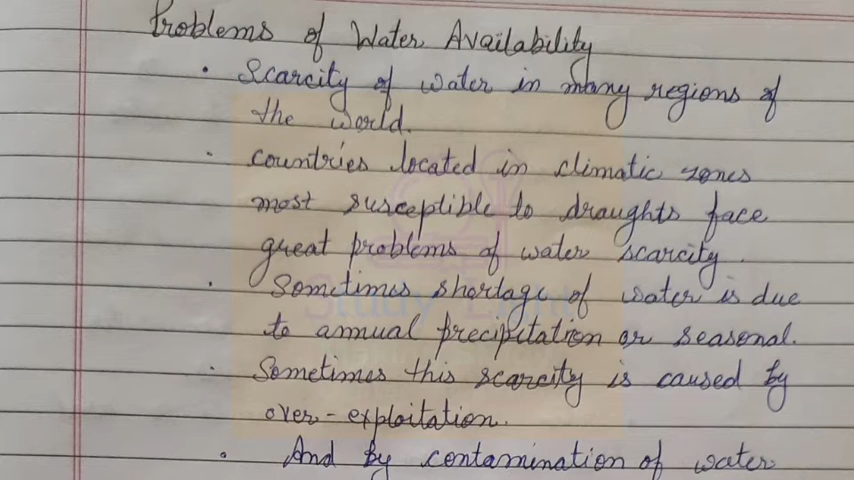 Problems of Water Availability
• Scarcity of water in many regions of
the world.
• countries located in climatic zones
most susceptible to draughts face
great problems of water scarcity.
• Sometimes shortage of water is due
to annual precipitation or seasonal.
• Sometimes this scarcity is caused by
over-exploitation.
• And by contamination of water
Study